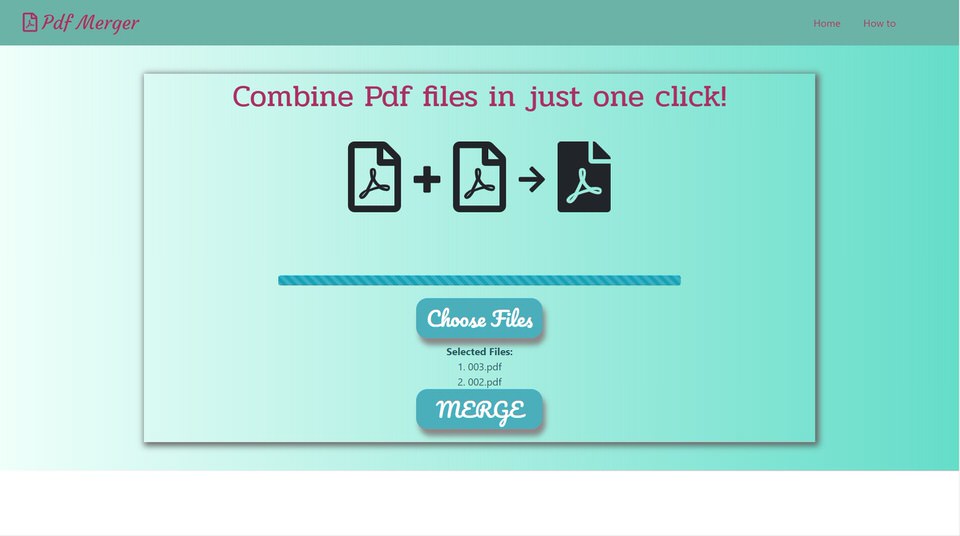 Pdf Merger
Home
How to
Combine Pdf files in just one click!
Choose Files
Selected Files:
1. 003.pdf
2. 002.pdf
MERGE